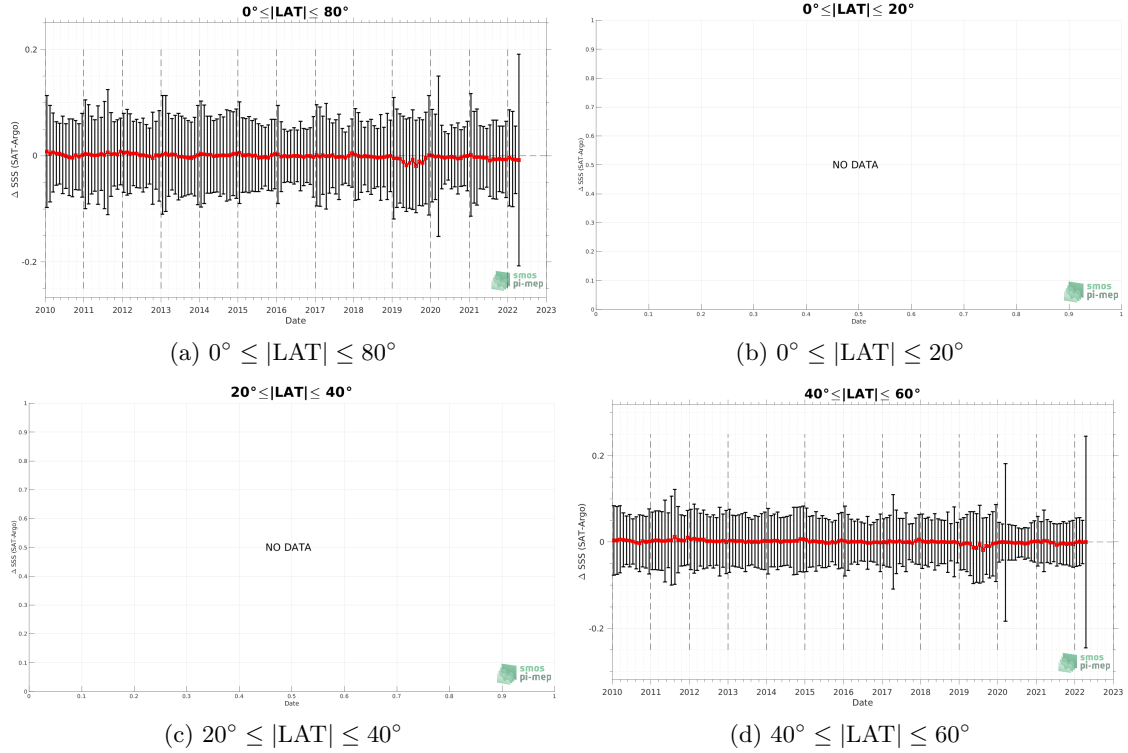 0°≤|LAT|≤ 80°
Δ SSS (SAT-Argo)
0.2
0
-0.2
2010 2011 2012 2013 2014 2015 2016 2017 2018 2019 2020 2021 2022 2023
Date
smos
pi-mep
(a) 0° ≤ |LAT| ≤ 80°
0°≤|LAT|≤ 20°
Δ SSS (SAT-Argo)
1
0.9
0.8
0.7
0.6
0.5
0.4
0.3
0.2
0.1
0
NO DATA
0 0.1 0.2 0.3 0.4 0.5 0.6 0.7 0.8 0.9 1
Date
smos
pi-mep
(b) 0° ≤ |LAT| ≤ 20°
20°≤|LAT|≤ 40°
Δ SSS (SAT-Argo)
1
0.9
0.8
0.7
0.6
0.5
0.4
0.3
0.2
0.1
0
NO DATA
0 0.1 0.2 0.3 0.4 0.5 0.6 0.7 0.8 0.9 1
Date
smos
pi-mep
(c) 20° ≤ |LAT| ≤ 40°
40°≤|LAT|≤ 60°
Δ SSS (SAT-Argo)
0.2
0
-0.2
2010 2011 2012 2013 2014 2015 2016 2017 2018 2019 2020 2021 2022 2023
Date
smos
pi-mep
(d) 40° ≤ |LAT| ≤ 60°